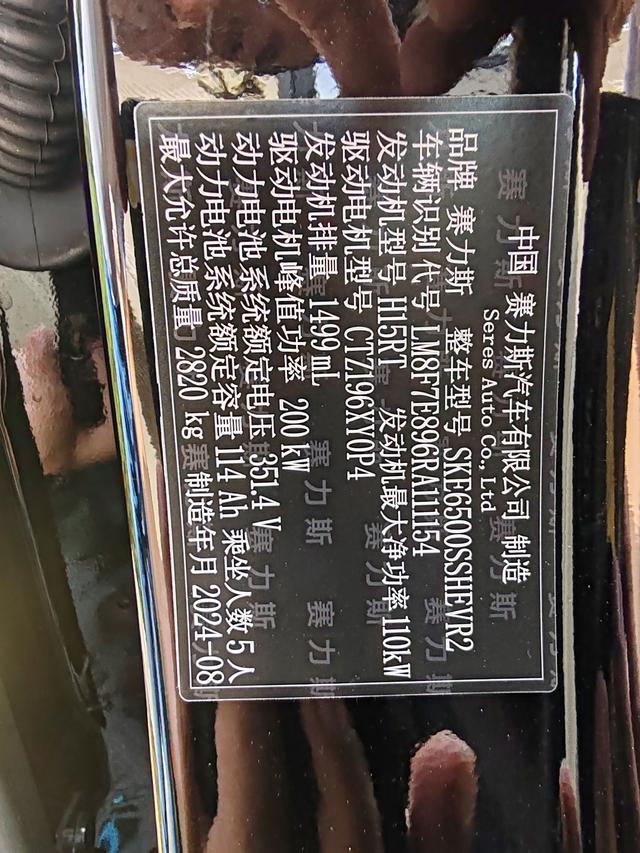 中国 赛力斯汽车有限公司 制造
Seres Auto Co., Ltd
品牌 赛力斯 整车型号 SKE6500SSHEVR2
车辆识别代号 LM8F7E896RA111154
发动机型号 H15RT 发动机最大净功率 110kW
驱动电机型号 CTZ196XY0P4
发动机排量 1499 mL
驱动电机峰值功率 200 kW
动力电池系统额定电压 351.4 V
动力电池系统额定容量 114 Ah 乘坐人数 5 人
最大允许总质量 2820 kg 制造年月 2024-08